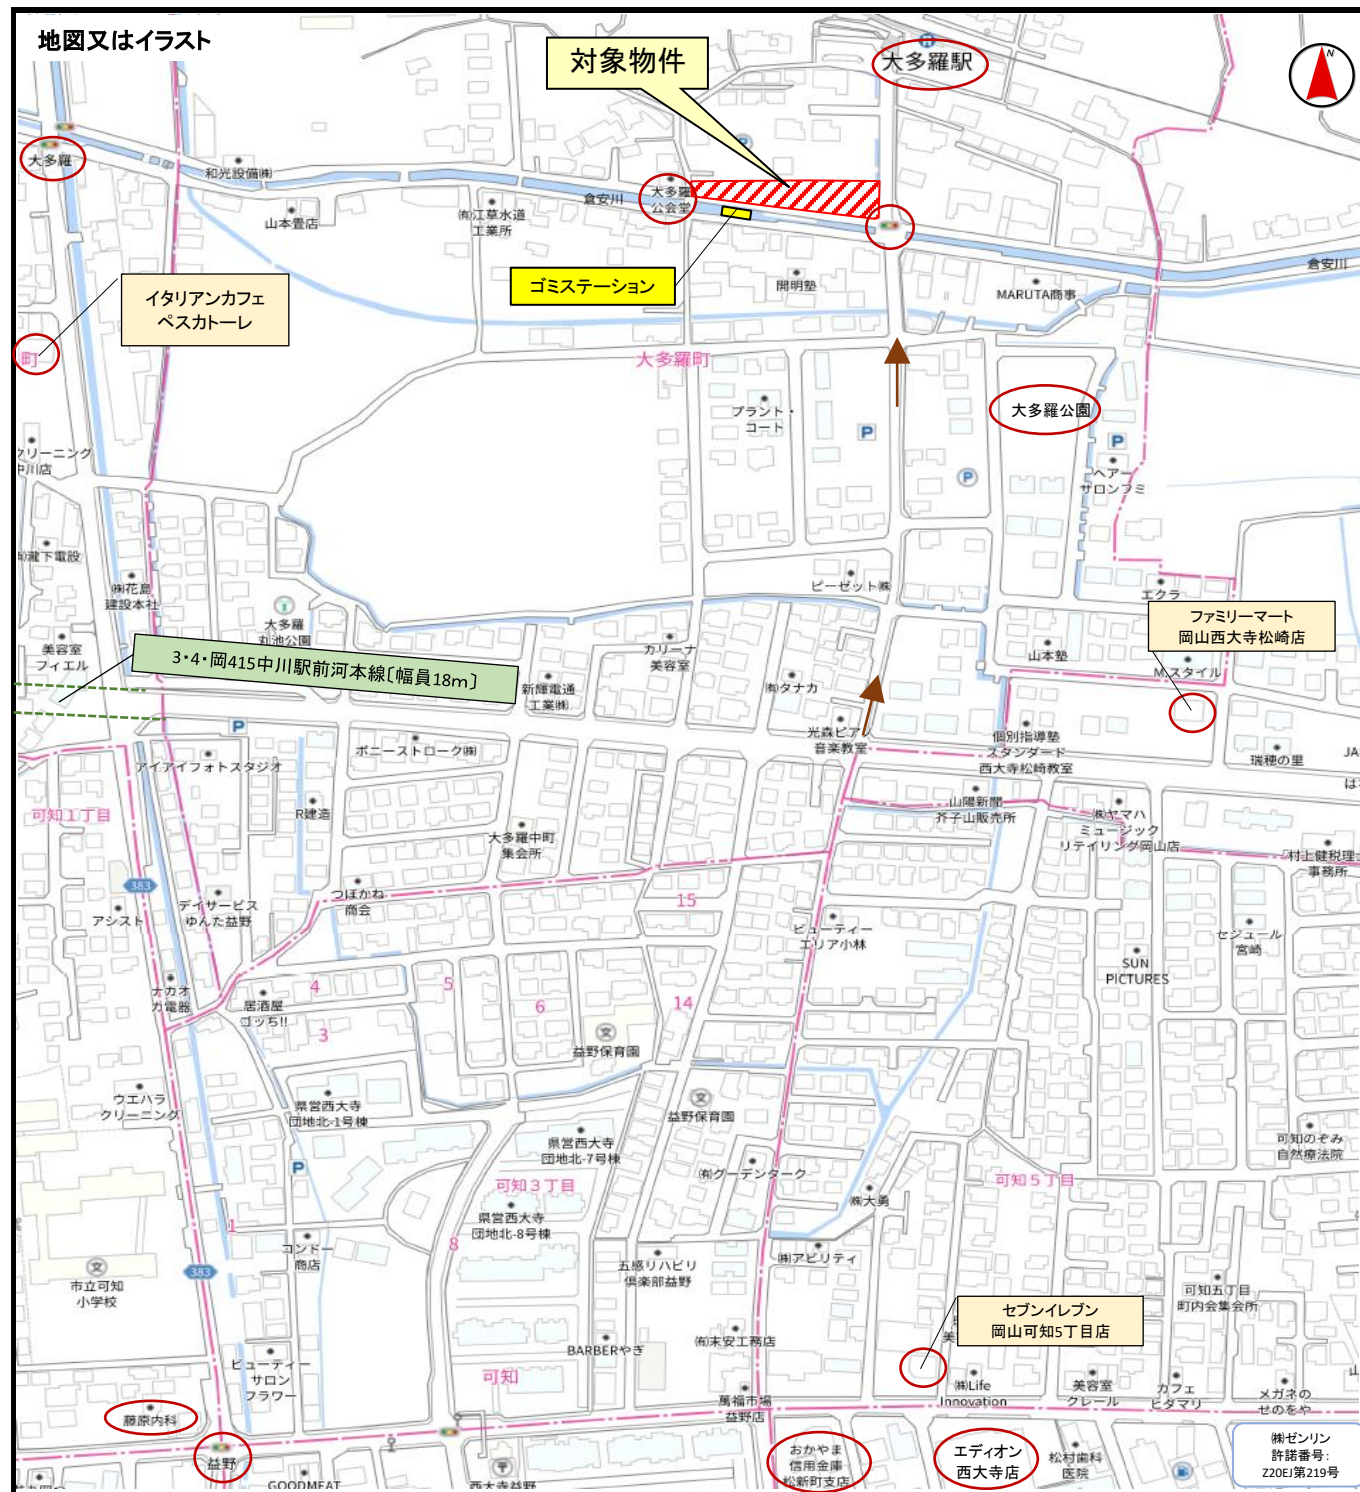 地図又はイラスト
対象物件
大多羅駅
N
大多羅
和光設備㈱
山本畳店
㈲江草水道
工業所
倉安川
大多羅
公会堂
倉安川
ゴミステーション
開明塾
MARUTA商事
イタリアンカフェ
ペスカトーレ
町
大多羅町
プラント・
コート
P
P
大多羅公園
P
ヘアー
サロンフミ
クリーニング
中川店
㈲瀧下電設
㈱花島
建設本社
大多羅
丸池公園
美容室
フィエル
3・4・岡415中川駅前河本線〔幅員18m〕
新輝電通
工業㈱
カリーナ
美容室
ピーゼット㈱
㈲タナカ
エクラ
ファミリーマート
岡山西大寺松崎店
山本塾
M.スタイル
光森ピアノ
音楽教室
個別指導塾
スタンダード
西大寺松崎教室
瑞穂の里
JA
は
P
アイアイフォトスタジオ
ポニーストローク㈱
R建造
可知1丁目
大多羅中町
集会所
山陽新聞
芥子山販売所
㈱ヤマハ
ミュージック
リテイリング岡山店
村上健税理士
事務所
383
アシスト
デイサービス
ゆんた益野
つぼかね
商会
15
ビューティー
エリア小林
セジュール
宮崎
SUN
PICTURES
ナカオ
ガ電器
居酒屋
ゴッち!!
4
5
6
14
3
益野保育園
ウエハラ
クリーニング
県営西大寺
団地北-1号棟
益野保育園
県営西大寺
団地北-7号棟
可知のぞみ
自然療法院
P
可知3丁目
㈲グーデンターク
可知5丁目
㈱大勇
1
県営西大寺
団地北-8号棟
8
コンドー
商店
383
市立可知
小学校
五感リハビリ
倶楽部益野
㈱アビリティ
可知五丁目
町内会集会所
セブンイレブン
岡山可知5丁目店
BARBERやぎ
㈲末安工務店
ビューティー
サロン
フラワー
可知
㈱Life
Innovation
美容室
グレール
カフェ
ヒダマリ
メガネの
せのをや
藤原内科
萬福市場
益野店
益野
GOODMEAT
西大寺益野
おかやま
信用金庫
松新町支店
エディオン
西大寺店
松村歯科
医院
㈱ゼンリン
許諾番号:
Z20EJ第219号